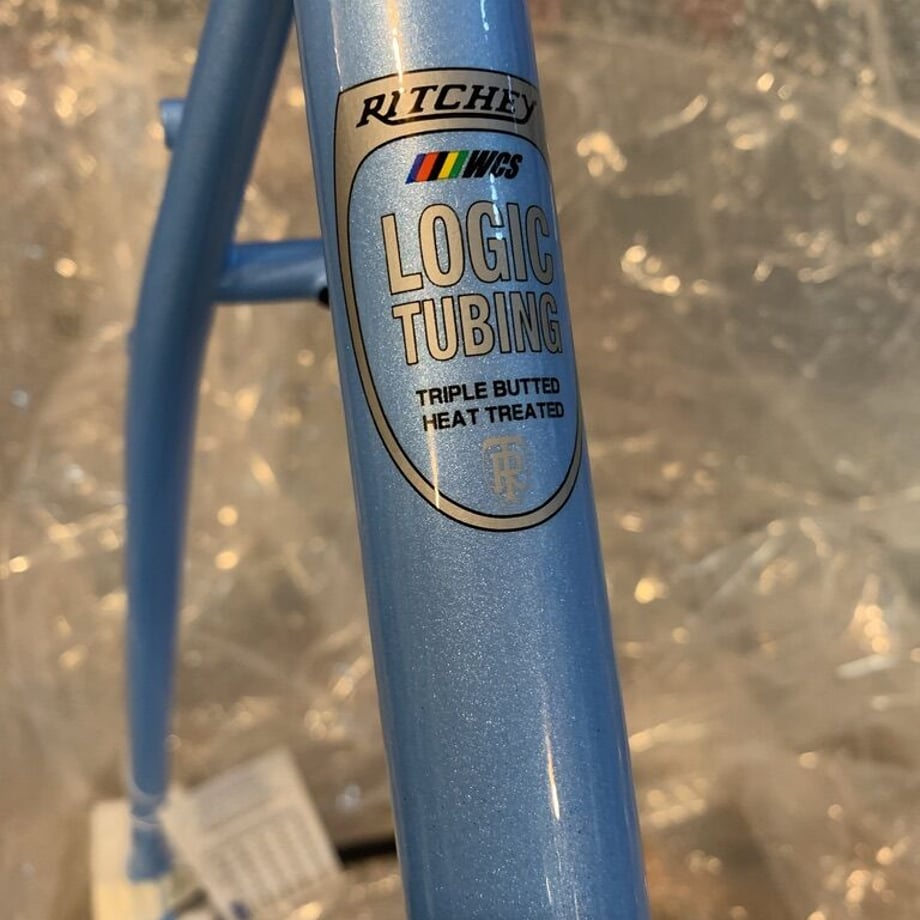 RITCHEY
WCS
LOGIC
TUBING
TRIPLE BUTTED
HEAT TREATED